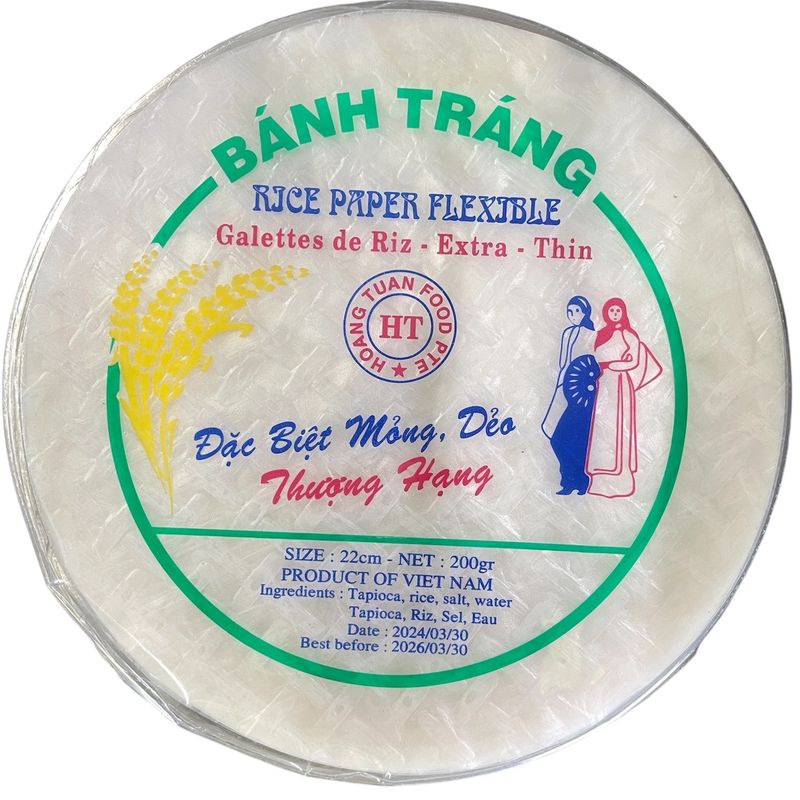 BÁNH TRÁNG
RICE PAPER FLEXIBLE
Galettes de Riz - Extra - Thin
HOANG TUAN FOOD PTE
HT
Đặc Biệt Mỏng, Dẻo
Thượng Hạng
SIZE : 22cm - NET : 200gr
PRODUCT OF VIET NAM
Ingredients : Tapioca, rice, salt, water
Tapioca, Riz, Sel, Eau
Date : 2024/03/30
Best before : 2026/03/30